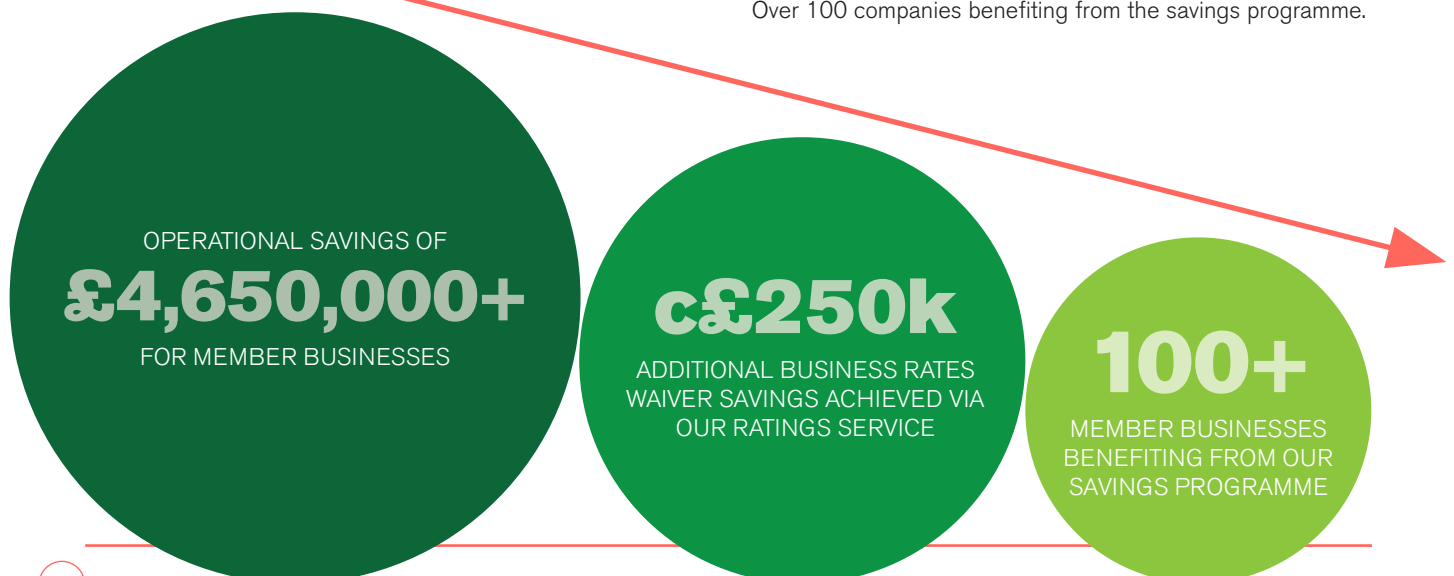 Over 100 companies benefiting from the savings programme.
OPERATIONAL SAVINGS OF
£4,650,000+
FOR MEMBER BUSINESSES
c£250k
ADDITIONAL BUSINESS RATES
WAIVER SAVINGS ACHIEVED VIA
OUR RATINGS SERVICE
100+
MEMBER BUSINESSES
BENEFITING FROM OUR
SAVINGS PROGRAMME